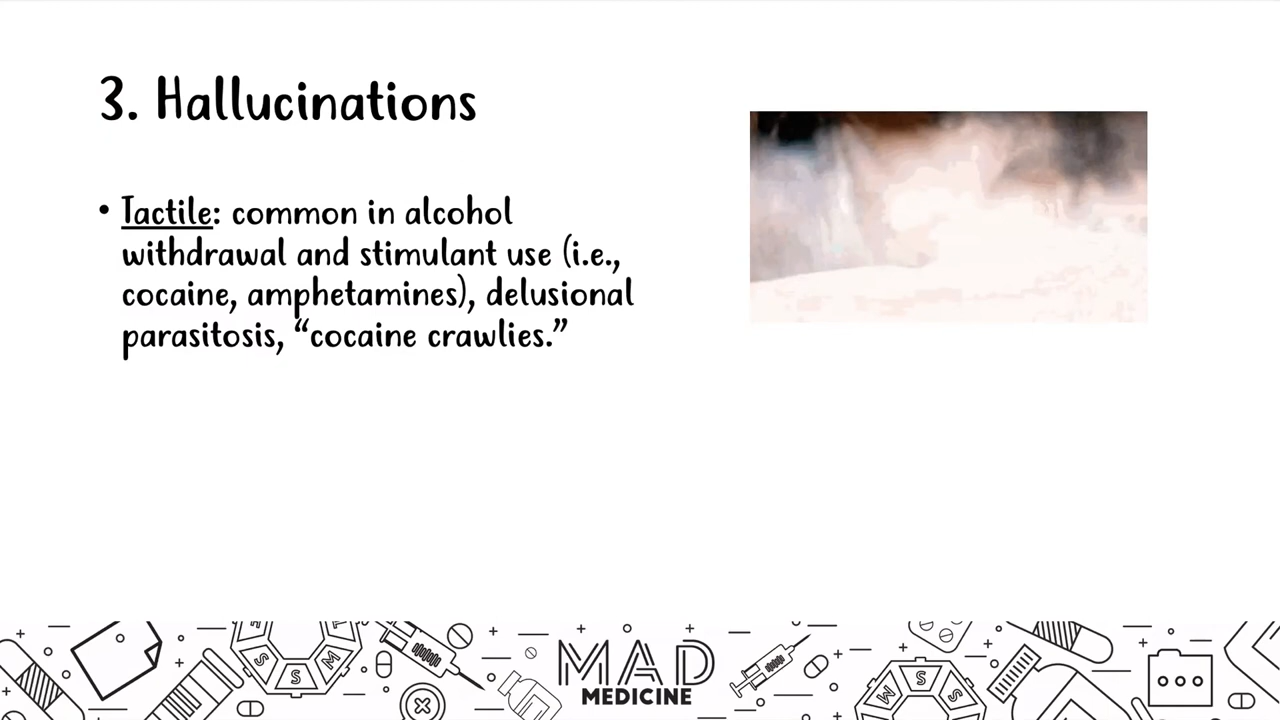 3. Hallucinations
• Tactile: common in alcohol
withdrawal and stimulant use (i.e.,
cocaine, amphetamines), delusional
parasitosis, “cocaine crawlies.”
MAD
MEDICINE
S
S
M
M
S
S